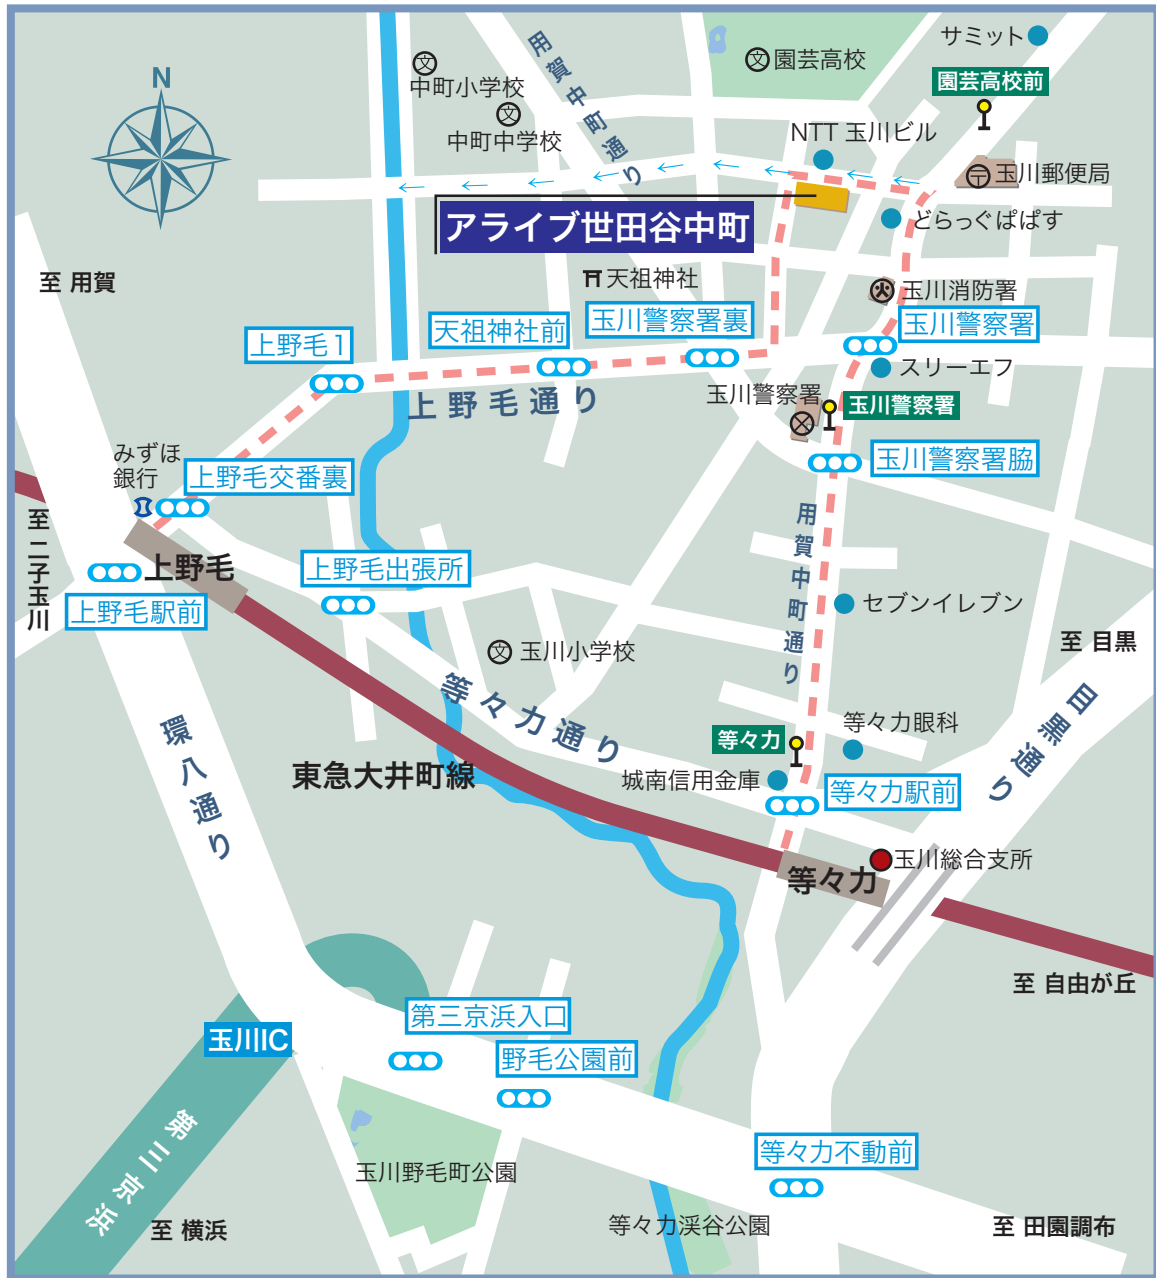 サミット
園芸高校前
園芸高校
文
中町小学校
文
中町中学校
文
用賀中町通り
N
NTT 玉川ビル
〒
玉川郵便局
どらっぐぱぱす
アライブ世田谷中町
至 用賀
天祖神社
火
玉川消防署
上野毛1
天祖神社前
玉川警察署裏
玉川警察署
スリーエフ
上野毛通り
玉川警察署
玉川警察署
みずほ
銀行
上野毛交番裏
玉川警察署脇
至 二子玉川
上野毛
上野毛駅前
上野毛出張所
用賀中町通り
セブンイレブン
文
玉川小学校
至 目黒
目黒通り
等々力通り
等々力
等々力眼科
環八通り
東急大井町線
城南信用金庫
等々力駅前
等々力
玉川総合支所
至 自由が丘
第三京浜入口
玉川IC
野毛公園前
第三京浜
玉川野毛町公園
等々力不動前
至 横浜
等々力渓谷公園
至 田園調布